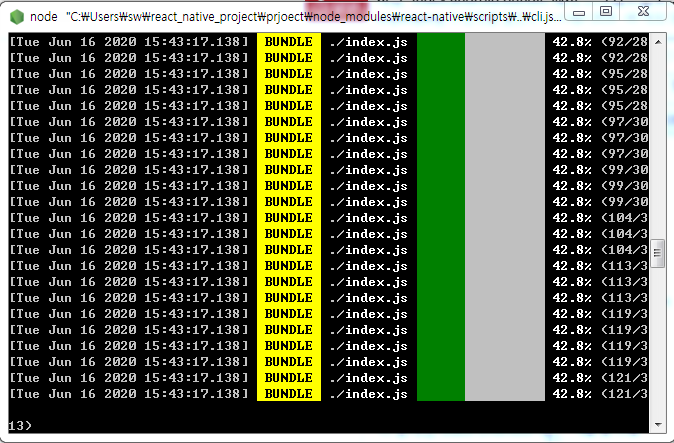 node "C:₩Users₩sw₩react_native_project₩prjoect₩node_modules₩react-native₩scripts₩..₩cli.js...
[Tue Jun 16 2020 15:43:17.138] BUNDLE ./index.js 42.8% (92/28
[Tue Jun 16 2020 15:43:17.138] BUNDLE ./index.js 42.8% (92/28
[Tue Jun 16 2020 15:43:17.138] BUNDLE ./index.js 42.8% (95/28
[Tue Jun 16 2020 15:43:17.138] BUNDLE ./index.js 42.8% (95/28
[Tue Jun 16 2020 15:43:17.138] BUNDLE ./index.js 42.8% (95/28
[Tue Jun 16 2020 15:43:17.138] BUNDLE ./index.js 42.8% (97/30
[Tue Jun 16 2020 15:43:17.138] BUNDLE ./index.js 42.8% (97/30
[Tue Jun 16 2020 15:43:17.138] BUNDLE ./index.js 42.8% (97/30
[Tue Jun 16 2020 15:43:17.138] BUNDLE ./index.js 42.8% (99/30
[Tue Jun 16 2020 15:43:17.138] BUNDLE ./index.js 42.8% (99/30
[Tue Jun 16 2020 15:43:17.138] BUNDLE ./index.js 42.8% (99/30
[Tue Jun 16 2020 15:43:17.138] BUNDLE ./index.js 42.8% (104/3
[Tue Jun 16 2020 15:43:17.138] BUNDLE ./index.js 42.8% (104/3
[Tue Jun 16 2020 15:43:17.138] BUNDLE ./index.js 42.8% (104/3
[Tue Jun 16 2020 15:43:17.138] BUNDLE ./index.js 42.8% (113/3
[Tue Jun 16 2020 15:43:17.138] BUNDLE ./index.js 42.8% (113/3
[Tue Jun 16 2020 15:43:17.138] BUNDLE ./index.js 42.8% (113/3
[Tue Jun 16 2020 15:43:17.138] BUNDLE ./index.js 42.8% (119/3
[Tue Jun 16 2020 15:43:17.138] BUNDLE ./index.js 42.8% (119/3
[Tue Jun 16 2020 15:43:17.138] BUNDLE ./index.js 42.8% (119/3
[Tue Jun 16 2020 15:43:17.138] BUNDLE ./index.js 42.8% (119/3
[Tue Jun 16 2020 15:43:17.138] BUNDLE ./index.js 42.8% (121/3
[Tue Jun 16 2020 15:43:17.138] BUNDLE ./index.js 42.8% (121/3
13)